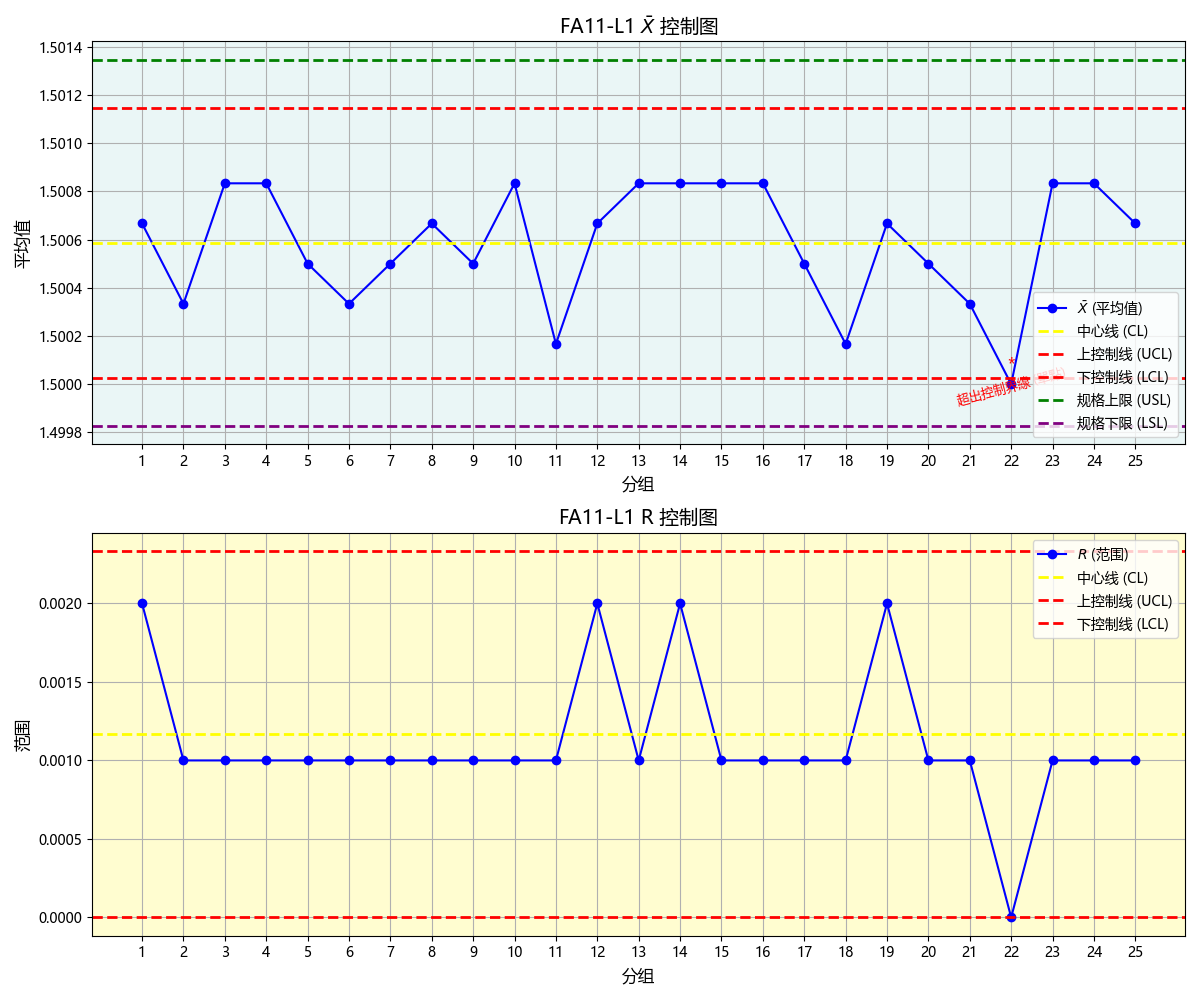 FA11-L1 X̄ 控制图
1.5014
1.5012
1.5010
1.5008
1.5006
1.5004
1.5002
1.5000
1.4998
平均值
X̄ (平均值)
中心线 (CL)
上控制线 (UCL)
下控制线 (LCL)
规格上限 (USL)
规格下限 (LSL)
*
超出控制界缘
1 2 3 4 5 6 7 8 9 10 11 12 13 14 15 16 17 18 19 20 21 22 23 24 25
分组
FA11-L1 R 控制图
0.0020
0.0015
0.0010
0.0005
0.0000
范围
R (范围)
中心线 (CL)
上控制线 (UCL)
下控制线 (LCL)
1 2 3 4 5 6 7 8 9 10 11 12 13 14 15 16 17 18 19 20 21 22 23 24 25
分组